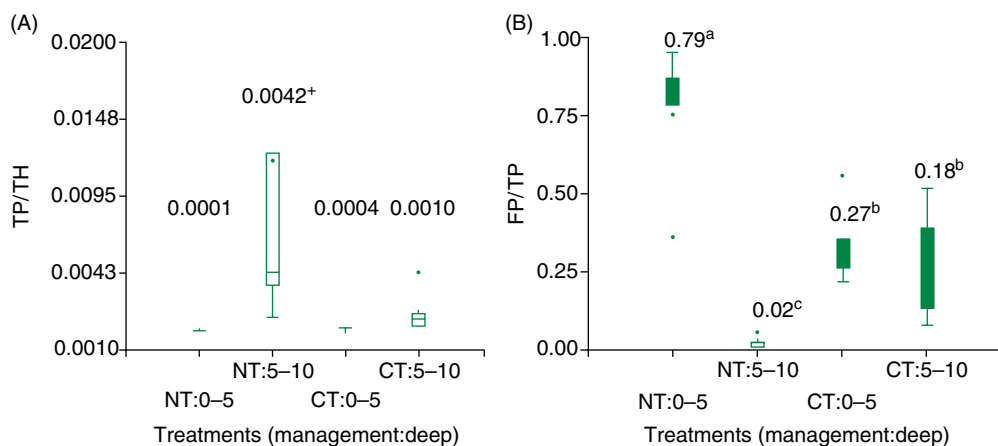 (A)
TP/TH
0.0200
0.0148
0.0095
0.0043
0.0010
0.0001
0.0042+
0.0004
0.0010
NT:0–5
NT:5–10
CT:0–5
CT:5–10
Treatments (management:deep)
(B)
FP/TP
1.00
0.75
0.50
0.25
0.00
0.79a
0.02c
0.27b
0.18b
NT:0–5
NT:5–10
CT:0–5
CT:5–10
Treatments (management:deep)